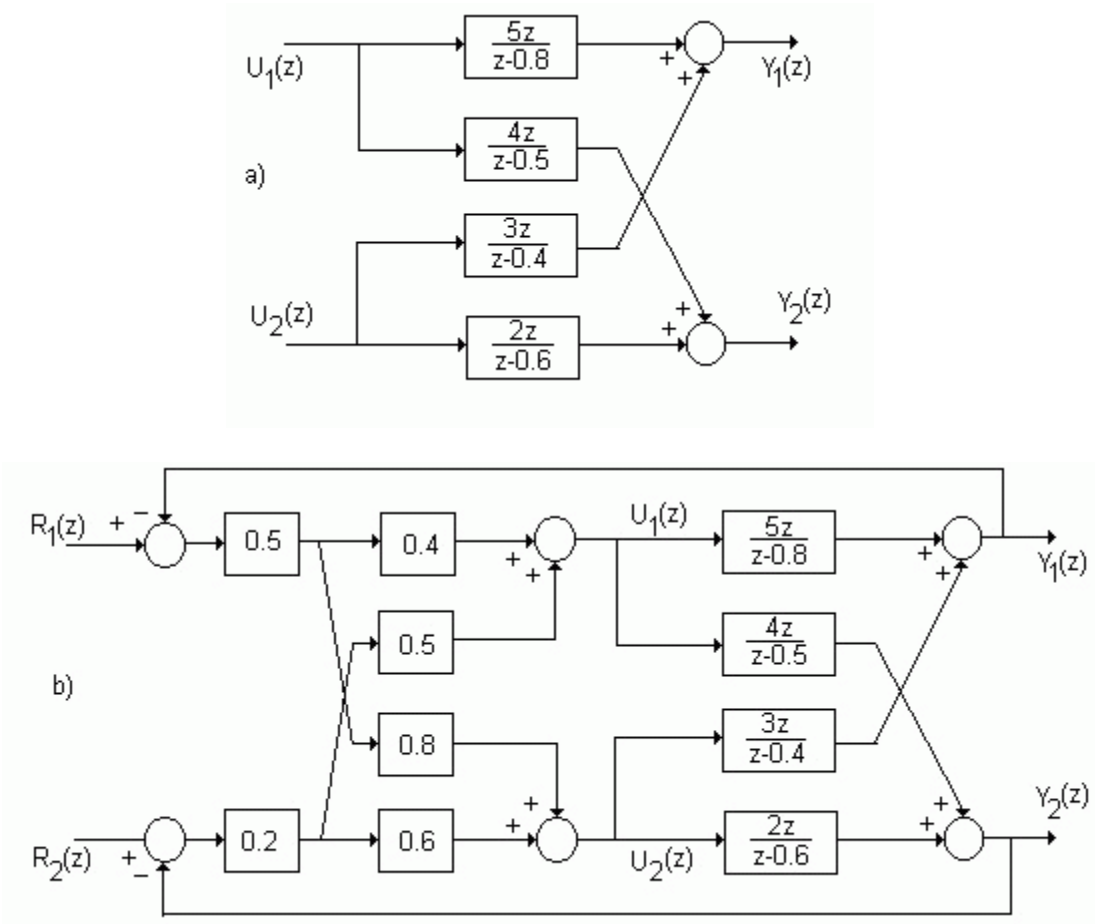 5z
z-0.8
+
+
U1(z)
Y1(z)
4z
z-0.5
a)
3z
z-0.4
U2(z)
+
+
Y2(z)
2z
z-0.6
R1(z)
+
−
0.5
0.4
+
+
U1(z)
5z
z-0.8
+
+
Y1(z)
0.5
4z
z-0.5
b)
0.8
3z
z-0.4
R2(z)
+
−
0.2
0.6
+
+
U2(z)
2z
z-0.6
+
+
Y2(z)